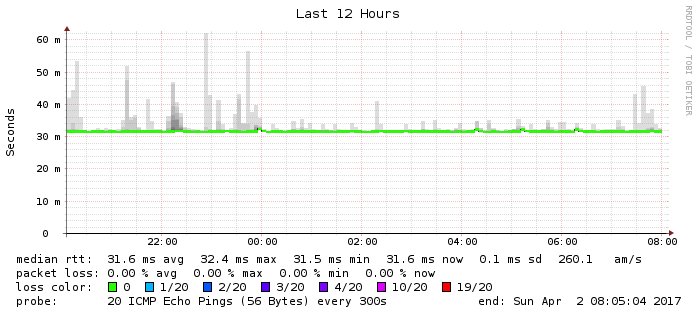 Last 12 Hours
RRDTOOL / TOBI OETIKER
60 m
50 m
40 m
30 m
20 m
10 m
0
Seconds
22:00 00:00 02:00 04:00 06:00 08:00
median rtt: 31.6 ms avg 32.4 ms max 31.5 ms min 31.6 ms now 0.1 ms sd 260.1 am/s
packet loss: 0.00 % avg 0.00 % max 0.00 % min 0.00 % now
loss color: 0 1/20 2/20 3/20 4/20 10/20 19/20
probe: 20 ICMP Echo Pings (56 Bytes) every 300s end: Sun Apr 2 08:05:04 2017